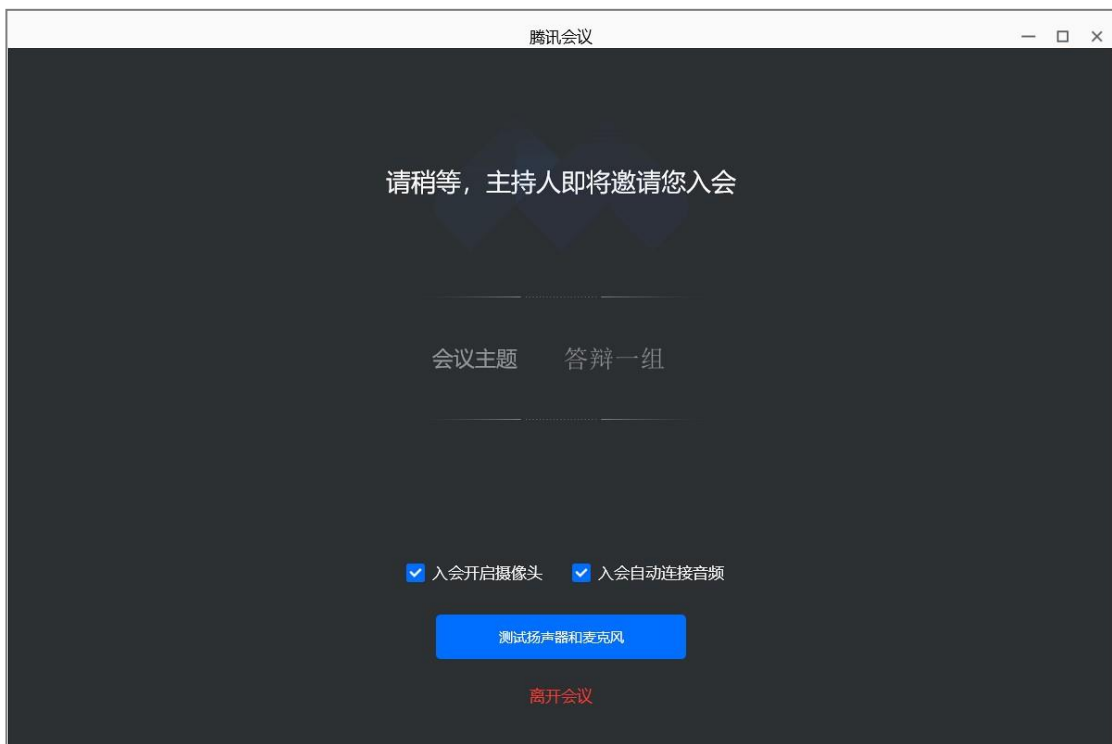 腾讯会议
请稍等，主持人即将邀请您入会
会议主题 答辩一组
入会开启摄像头 入会自动连接音频
测试扬声器和麦克风
离开会议